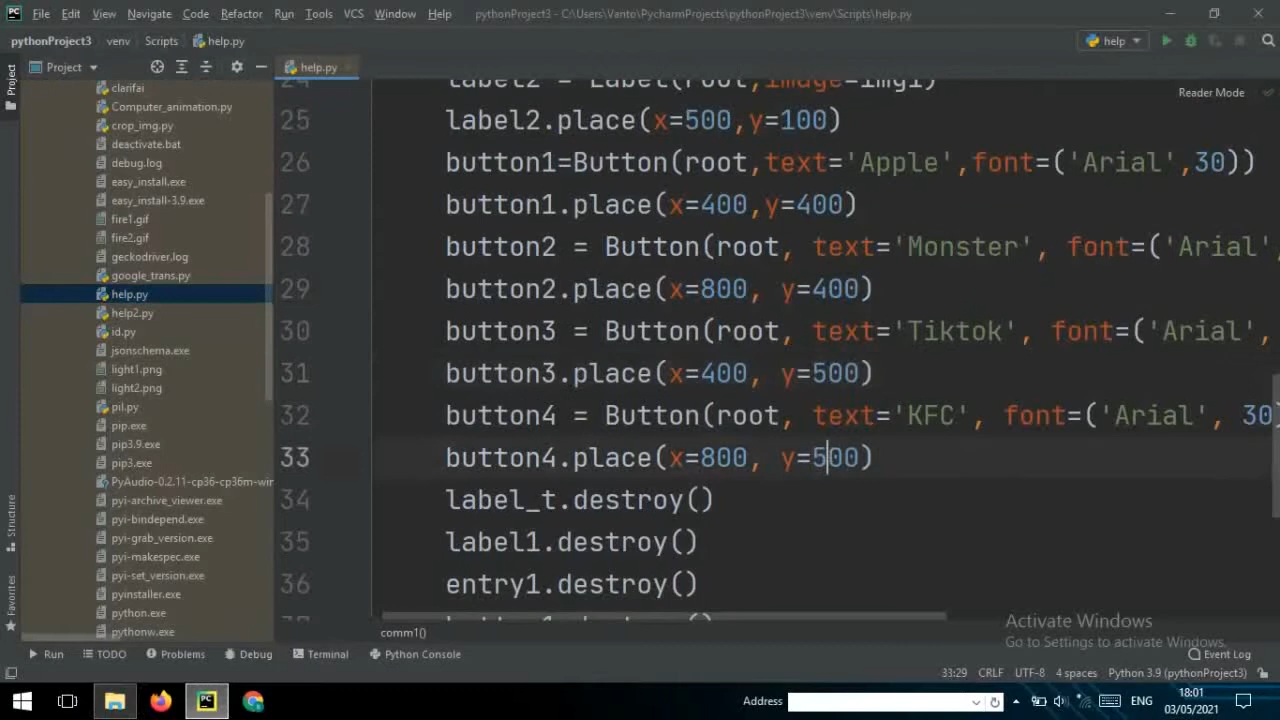 File Edit View Navigate Code Refactor Run Tools VCS Window Help pythonProject3 - C:\Users\Vanto\PycharmProjects\pythonProject3\venv\Scripts\help.py
pythonProject3 venv Scripts help.py help
Project help.py
Project
clarifai
Computer_animation.py
crop_img.py
deactivate.bat
debug.log
easy_install.exe
easy_install-3.9.exe
fire1.gif
fire2.gif
geckodriver.log
google_trans.py
help.py
help2.py
id.py
jsonschema.exe
light1.png
light2.png
pil.py
pip.exe
pip3.9.exe
pip3.exe
PyAudio-0.2.11-cp36-cp36m-win
pyi-archive_viewer.exe
pyi-bindepend.exe
pyi-grab_version.exe
pyi-makespec.exe
pyi-set_version.exe
pyinstaller.exe
python.exe
pythonw.exe
Structure
Favorites
Reader Mode
24 label2 = Label(root,image=img1)
25 label2.place(x=500,y=100)
26 button1=Button(root,text='Apple',font=('Arial',30))
27 button1.place(x=400,y=400)
28 button2 = Button(root, text='Monster', font=('Arial',
29 button2.place(x=800, y=400)
30 button3 = Button(root, text='Tiktok', font=('Arial',
31 button3.place(x=400, y=500)
32 button4 = Button(root, text='KFC', font=('Arial', 30
33 button4.place(x=800, y=500)
34 label_t.destroy()
35 label1.destroy()
36 entry1.destroy()
comm1()
Activate Windows
Go to Settings to activate Windows.
Run TODO Problems Debug Terminal Python Console Event Log
33:29 CRLF UTF-8 4 spaces Python 3.9 (pythonProject3)
Address ENG 18:01
03/05/2021